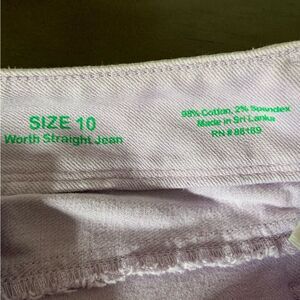 SIZE 10
Worth Straight Jean
98% Cotton, 2% Spandex
Made in Sri Lanka
RN # 88189